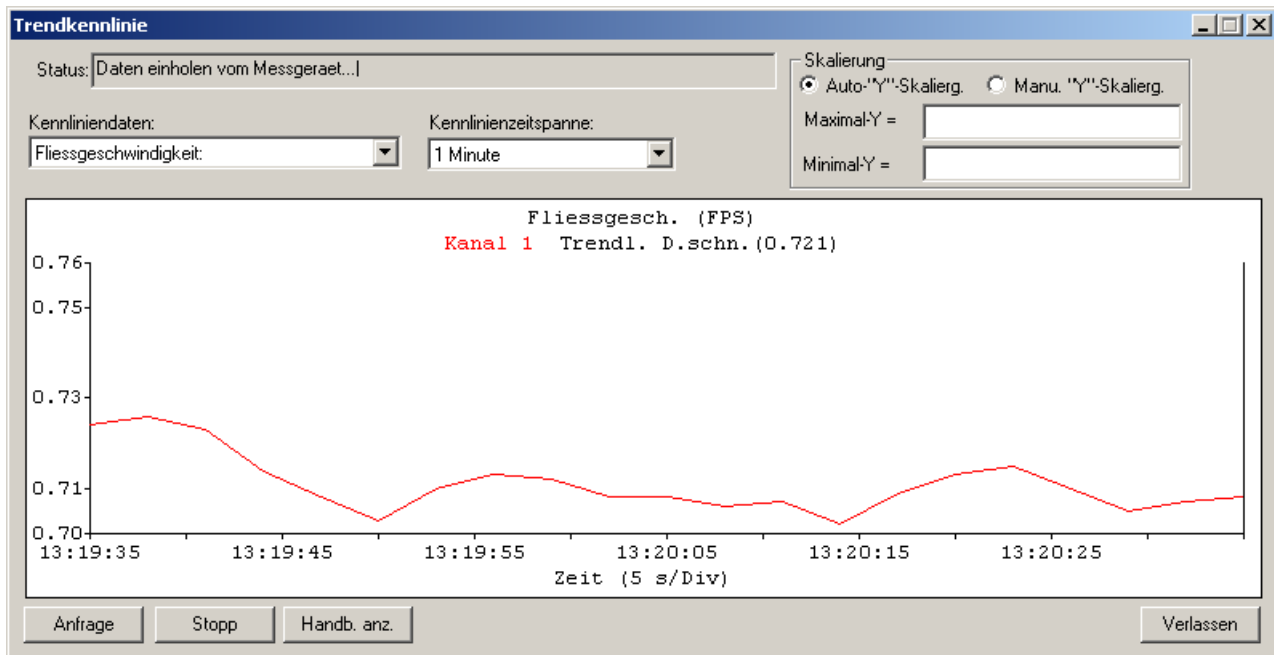 Trendkennlinie
Status: Daten einholen vom Messgeraet...|
Skalierung
Auto-"Y"-Skalierg. Manu. "Y"-Skalierg.
Kennliniendaten:
Kennlinienzeitspanne:
Maximal-Y =
Fliessgeschwindigkeit:
1 Minute
Minimal-Y =
Fliessgesch. (FPS)
Kanal 1 Trendl. D.schn.(0.721)
0.76
0.75
0.73
0.71
0.70
13:19:35 13:19:45 13:19:55 13:20:05 13:20:15 13:20:25
Zeit (5 s/Div)
Anfrage Stopp Handb. anz. Verlassen